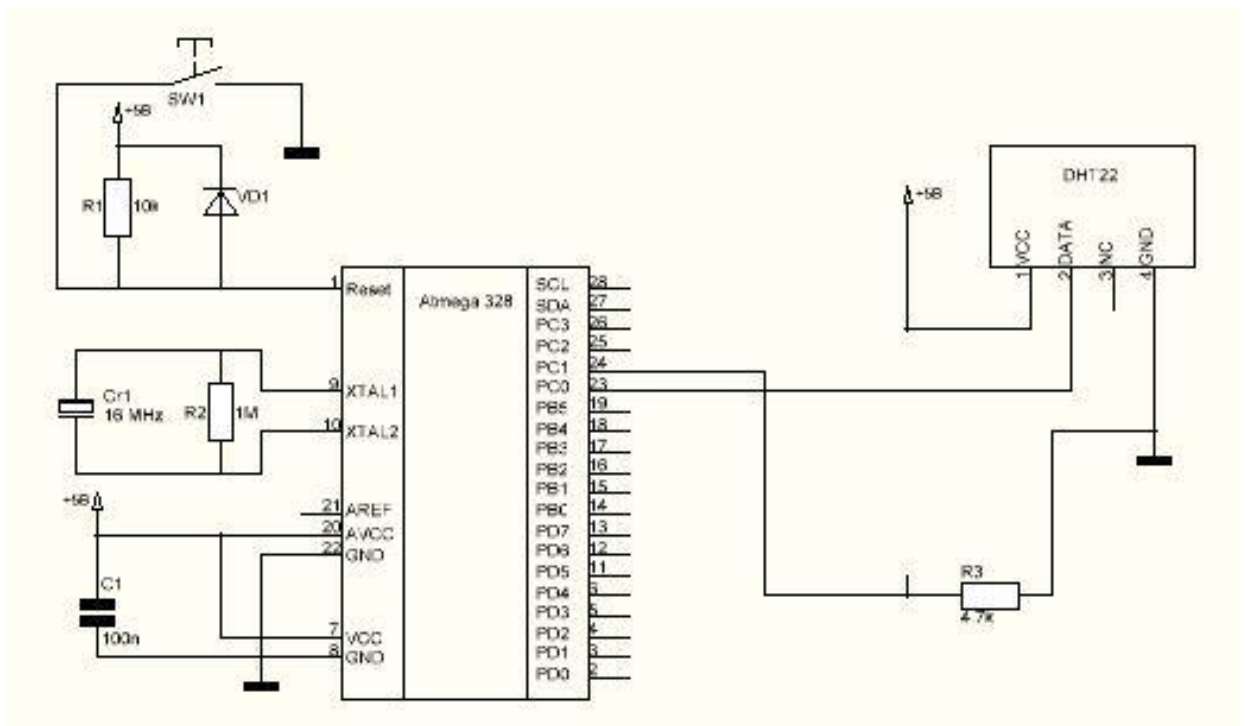 SW1
+5В
R1
10k
VD1
DHT22
+5В
1 VCC
2 DATA
3 NC
4 GND
1 Reset
Atmega 328
SCL 28
SDA 27
PC3 26
PC2 25
PC1 24
PC0 23
PB5 19
PB4 18
PB3 17
PB2 16
PB1 15
PB0 14
PD7 13
PD6 12
PD5 11
PD4 6
PD3 5
PD2 4
PD1 3
PD0 2
Cr1
16 MHz
R2
1M
9 XTAL1
10 XTAL2
+5В
21 AREF
20 AVCC
22 GND
C1
100n
7 VCC
8 GND
R3
4 7k